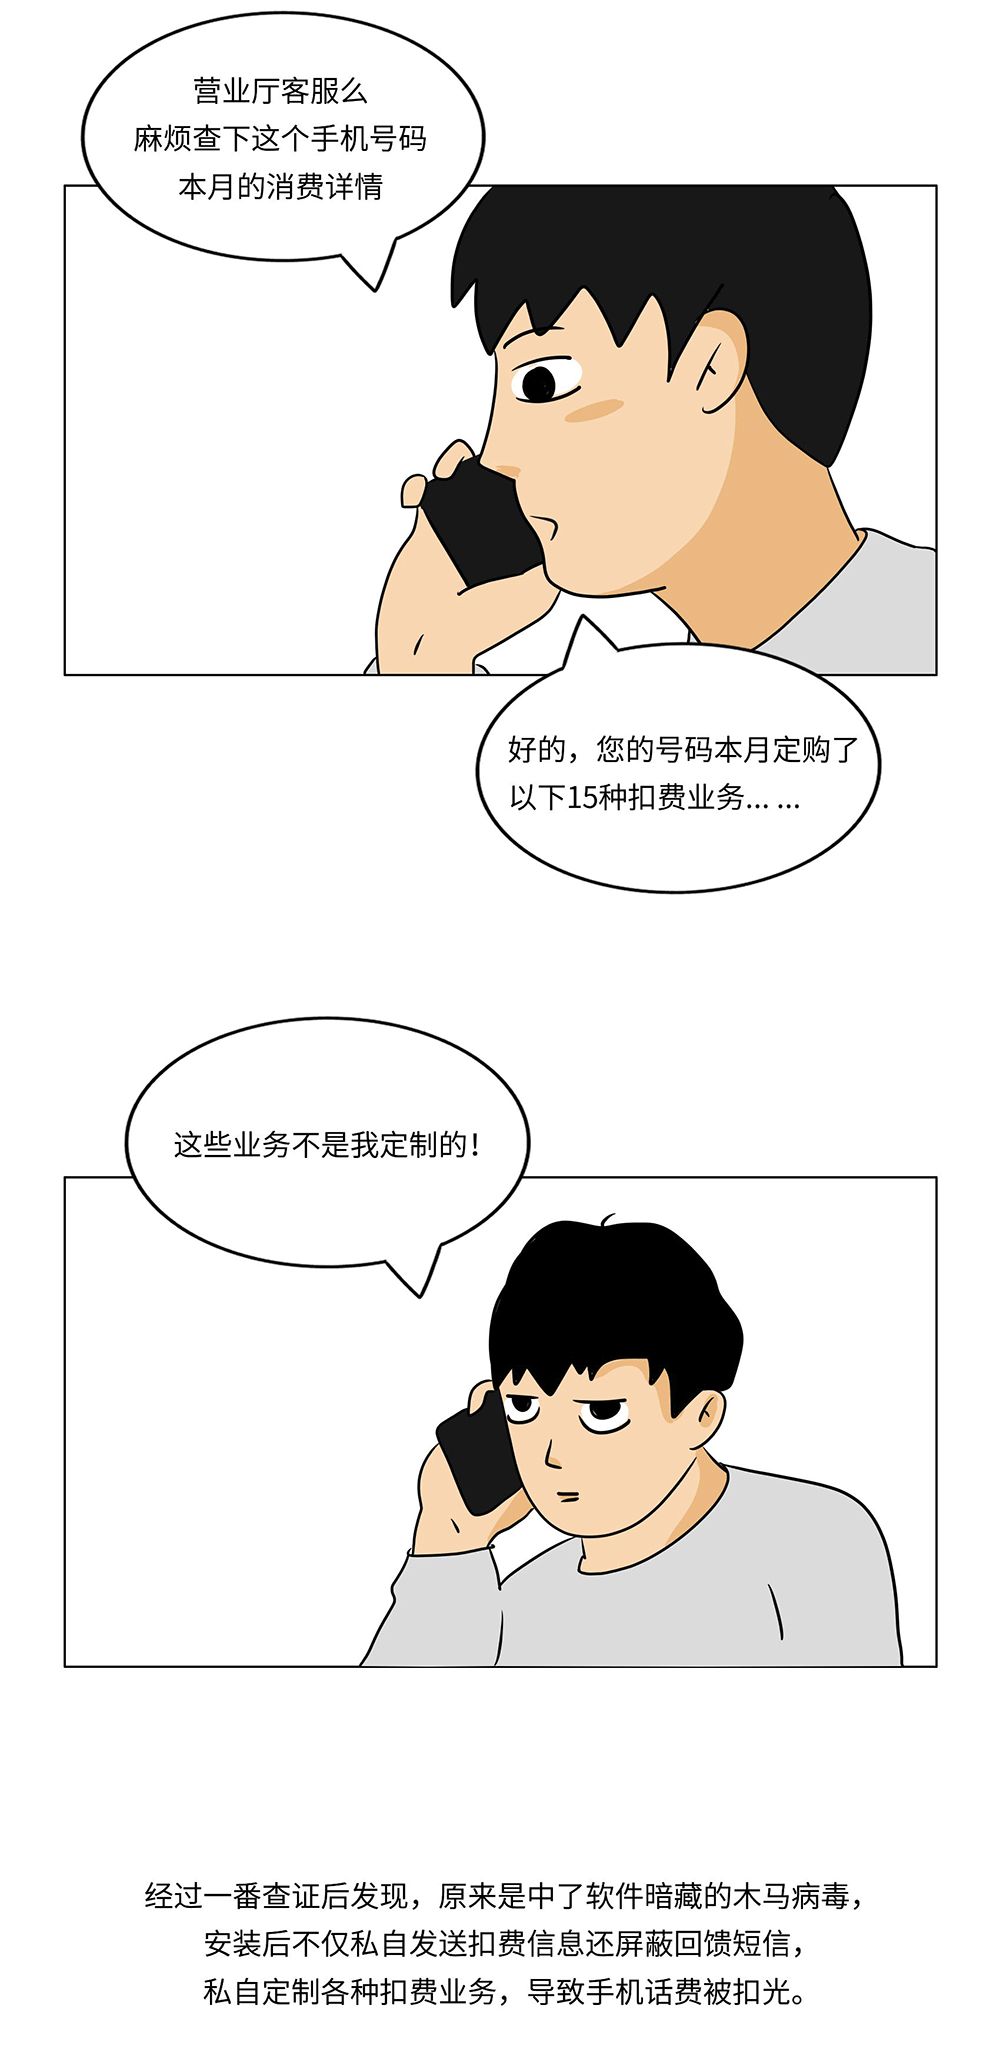 营业厅客服么
麻烦查下这个手机号码
本月的消费详情
好的，您的号码本月定购了
以下15种扣费业务... ...
这些业务不是我定制的！
经过一番查证后发现，原来是中了软件暗藏的木马病毒，
安装后不仅私自发送扣费信息还屏蔽回馈短信，
私自定制各种扣费业务，导致手机话费被扣光。